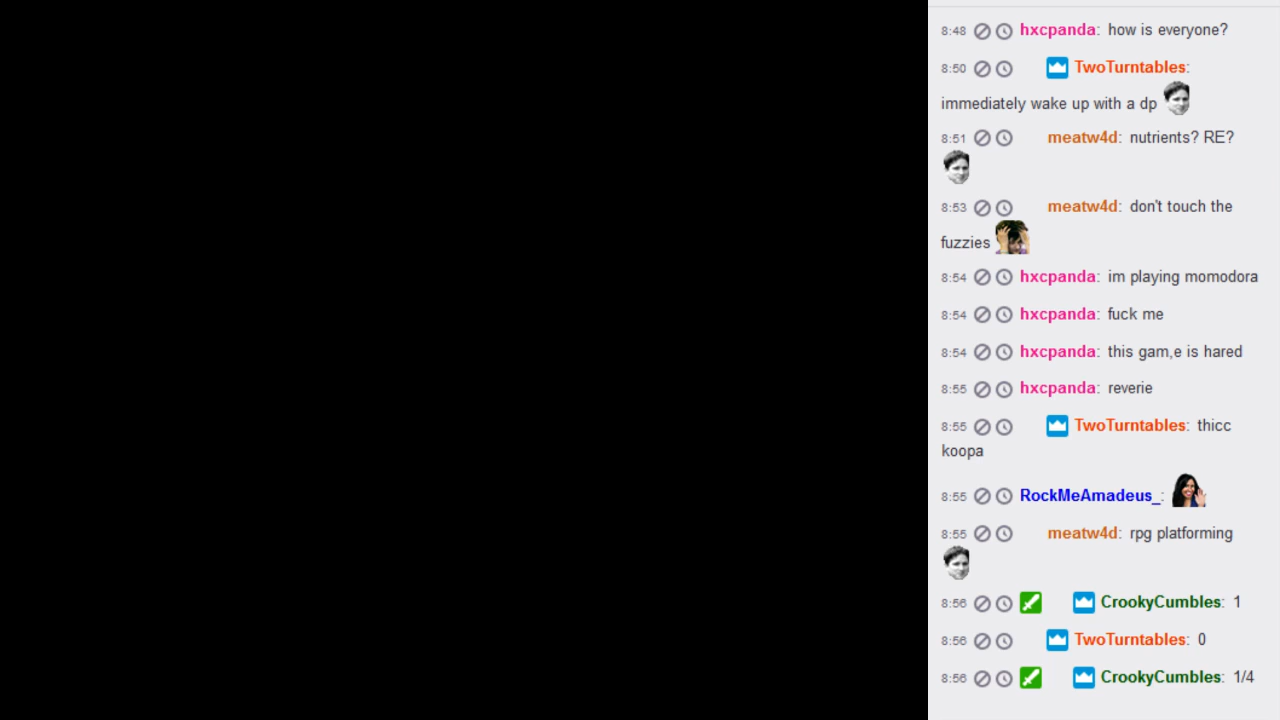 8:48 hxcpanda: how is everyone?
8:50 TwoTurntables:
immediately wake up with a dp
8:51 meatw4d: nutrients? RE?
8:53 meatw4d: don't touch the
fuzzies
8:54 hxcpanda: im playing momodora
8:54 hxcpanda: fuck me
8:54 hxcpanda: this gam,e is hared
8:55 hxcpanda: reverie
8:55 TwoTurntables: thicc
koopa
8:55 RockMeAmadeus_:
8:55 meatw4d: rpg platforming
8:56 CrookyCumbles: 1
8:56 TwoTurntables: 0
8:56 CrookyCumbles: 1/4